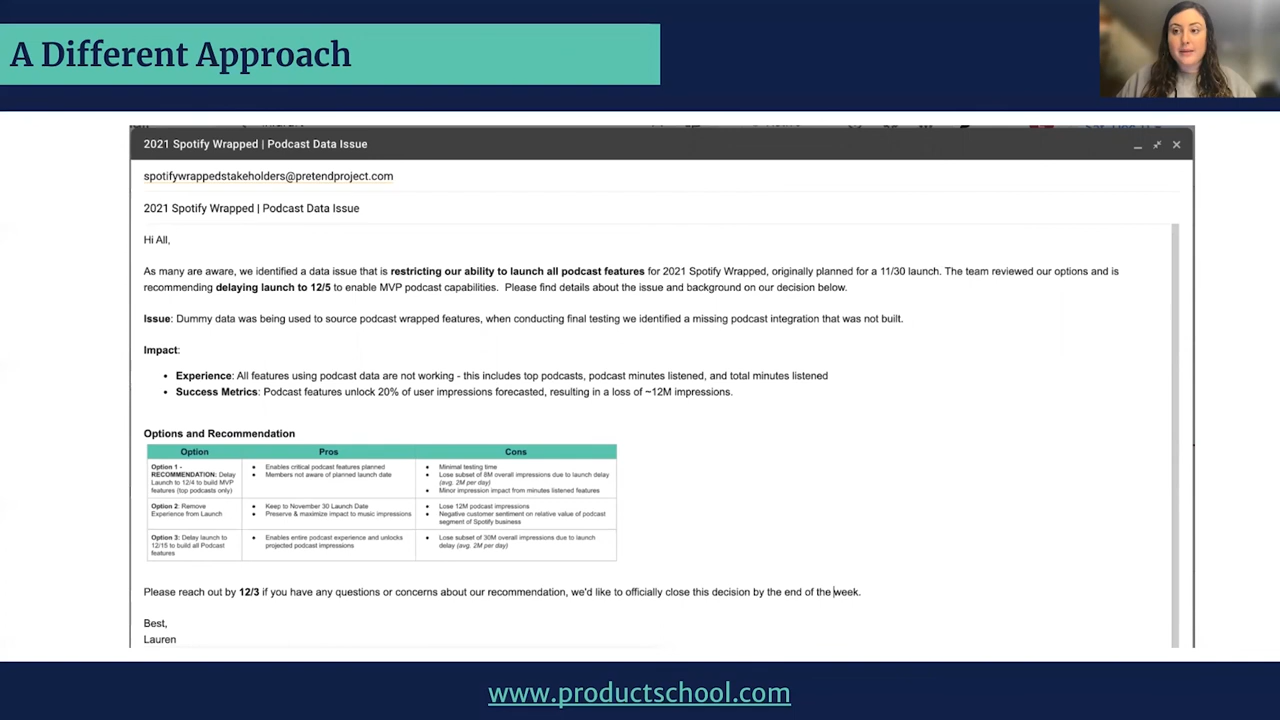 A Different Approach
2021 Spotify Wrapped | Podcast Data Issue
spotifywrappedstakeholders@pretendproject.com
2021 Spotify Wrapped | Podcast Data Issue
Hi All,
As many are aware, we identified a data issue that is restricting our ability to launch all podcast features for 2021 Spotify Wrapped, originally planned for a 11/30 launch. The team reviewed our options and is
recommending delaying launch to 12/5 to enable MVP podcast capabilities. Please find details about the issue and background on our decision below.
Issue: Dummy data was being used to source podcast wrapped features, when conducting final testing we identified a missing podcast integration that was not built.
Impact:
• Experience: All features using podcast data are not working - this includes top podcasts, podcast minutes listened, and total minutes listened
• Success Metrics: Podcast features unlock 20% of user impressions forecasted, resulting in a loss of ~12M impressions.
Options and Recommendation
Option Pros Cons
Option 1 -
RECOMMENDATION: Delay
Launch to 12/4 to build MVP
features (top podcasts only)
• Enables critical podcast features planned
• Members not aware of planned launch date
• Minimal testing time
• Lose subset of 8M overall impressions due to launch delay
(avg. 2M per day)
• Minor impression impact from minutes listened features
Option 2: Remove
Experience from Launch
• Keep to November 30 Launch Date
• Preserve & maximize impact to music impressions
• Lose 12M podcast impressions
• Negative customer sentiment on relative value of podcast
segment of Spotify business
Option 3: Delay launch to
12/15 to build all Podcast
features
• Enables entire podcast experience and unlocks
projected podcast impressions
• Lose subset of 30M overall impressions due to launch
delay (avg. 2M per day)
Please reach out by 12/3 if you have any questions or concerns about our recommendation, we'd like to officially close this decision by the end of the week.
Best,
Lauren
www.productschool.com